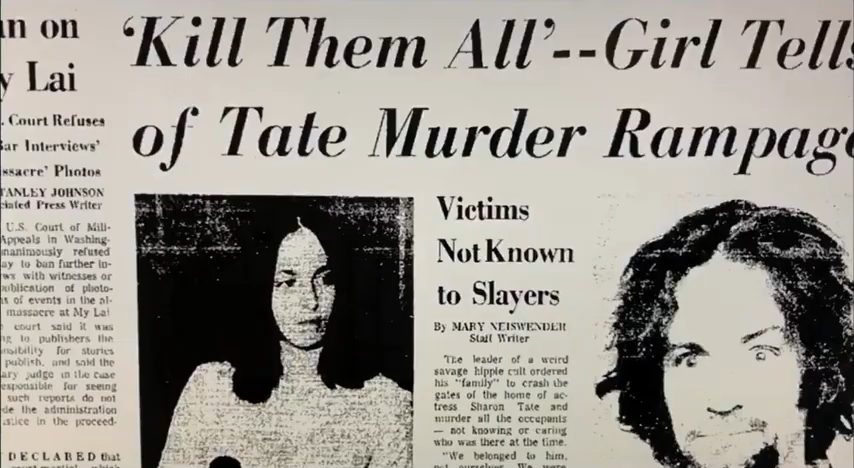 an on
y Lai
. Court Refuses
Bar Interviews'
ssacre' Photos
TANLEY JOHNSON
ciated Press Writer
U.S. Court of Mili-
Appeals in Washing-
nanimously refused
ay to ban further in-
ws with witnesses or
publication of photo-
s of events in the al-
massacre at My Lai
court said it was
ng to publishers the
nsibility for stories
publish, and said the
ary judge in the case
esponsible for seeing
such reports do not
de the administration
stice in the proceed-
DECLARED that
'Kill Them All'--Girl Tells
of Tate Murder Rampage
Victims
Not Known
to Slayers
By MARY NEISWENDER
Staff Writer
The leader of a weird
savage hippie cult ordered
his "family" to crash the
gates of the home of ac-
tress Sharon Tate and
murder all the occupants
— not knowing or caring
who was there at the time.
"We belonged to him,
not ourselves. We were